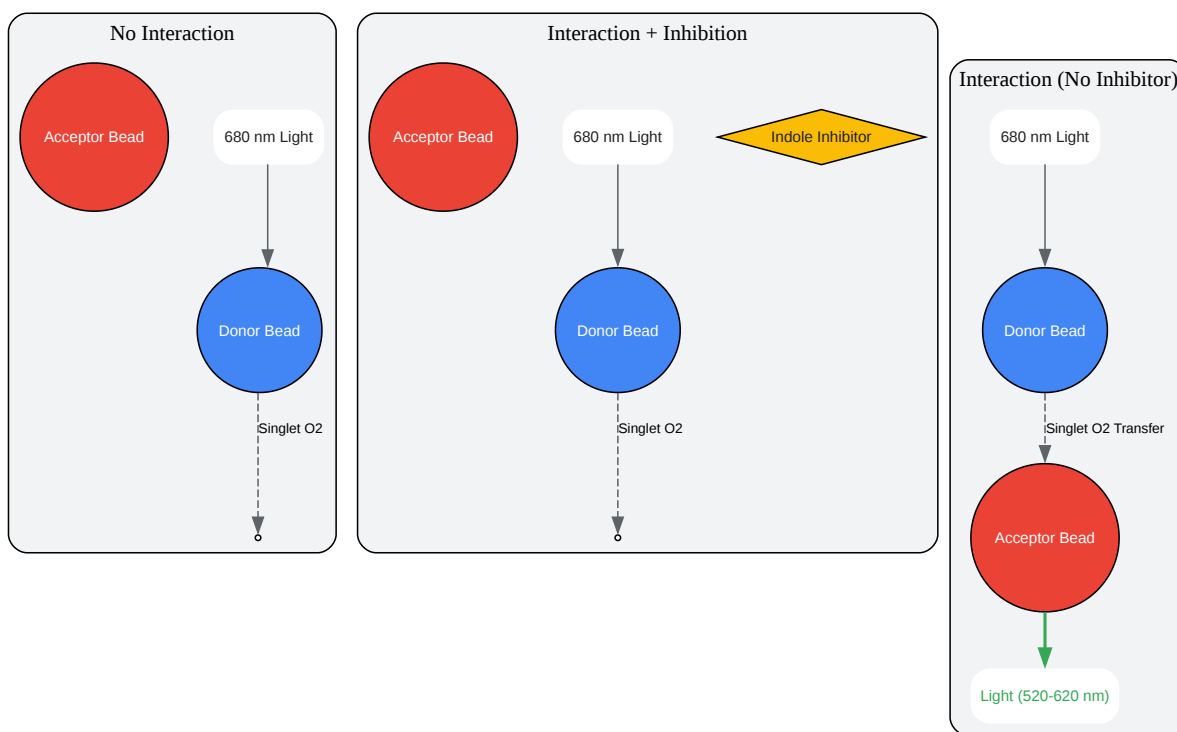 No Interaction
Acceptor Bead
680 nm Light
Donor Bead
Singlet O2
Interaction + Inhibition
Acceptor Bead
680 nm Light
Indole Inhibitor
Donor Bead
Singlet O2
Interaction (No Inhibitor)
680 nm Light
Donor Bead
Singlet O2 Transfer
Acceptor Bead
Light (520-620 nm)